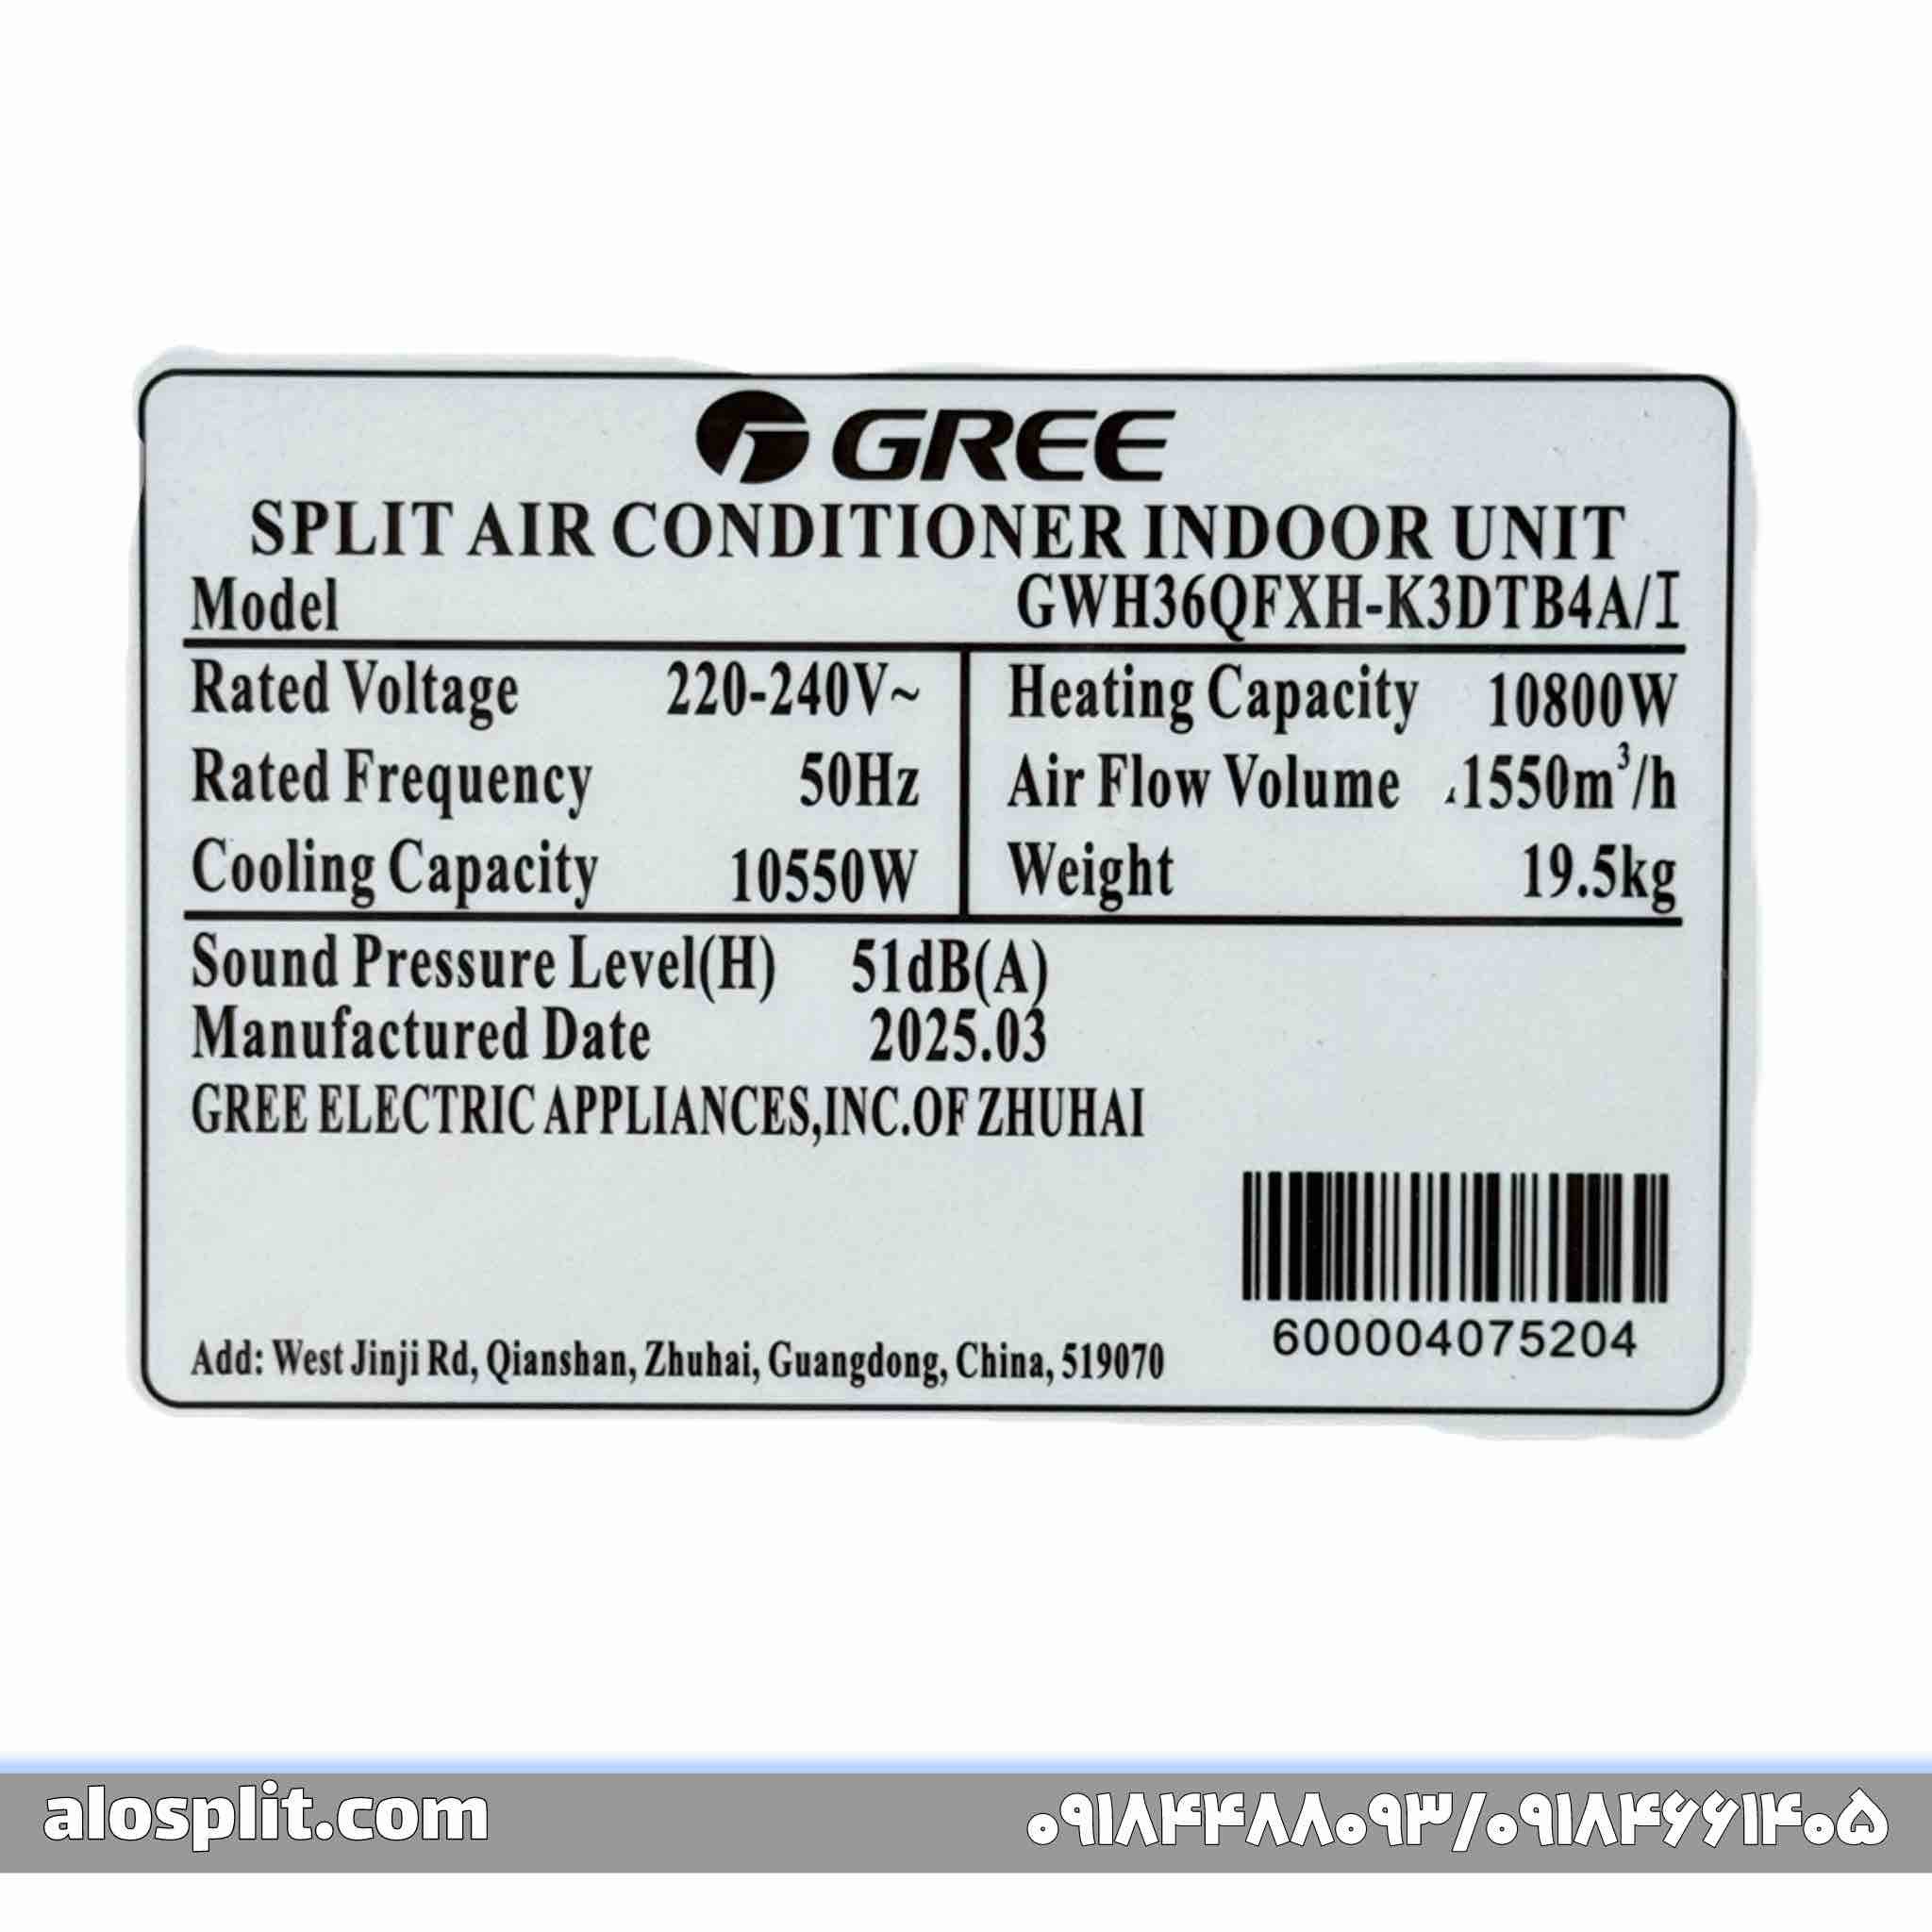 GREE
SPLIT AIR CONDITIONER INDOOR UNIT
Model GWH36QFXH-K3DTB4A/I
Rated Voltage 220-240V~ Heating Capacity 10800W
Rated Frequency 50Hz Air Flow Volume 1550m³/h
Cooling Capacity 10550W Weight 19.5kg
Sound Pressure Level(H) 51dB(A)
Manufactured Date 2025.03
GREE ELECTRIC APPLIANCES,INC.OF ZHUHAI
600004075204
Add: West Jinji Rd, Qianshan, Zhuhai, Guangdong, China, 519070
alosplit.com ۰۹۱۸۴۴۸۸۰۹۳/۰۹۱۸۴۶۶۱۴۰۵